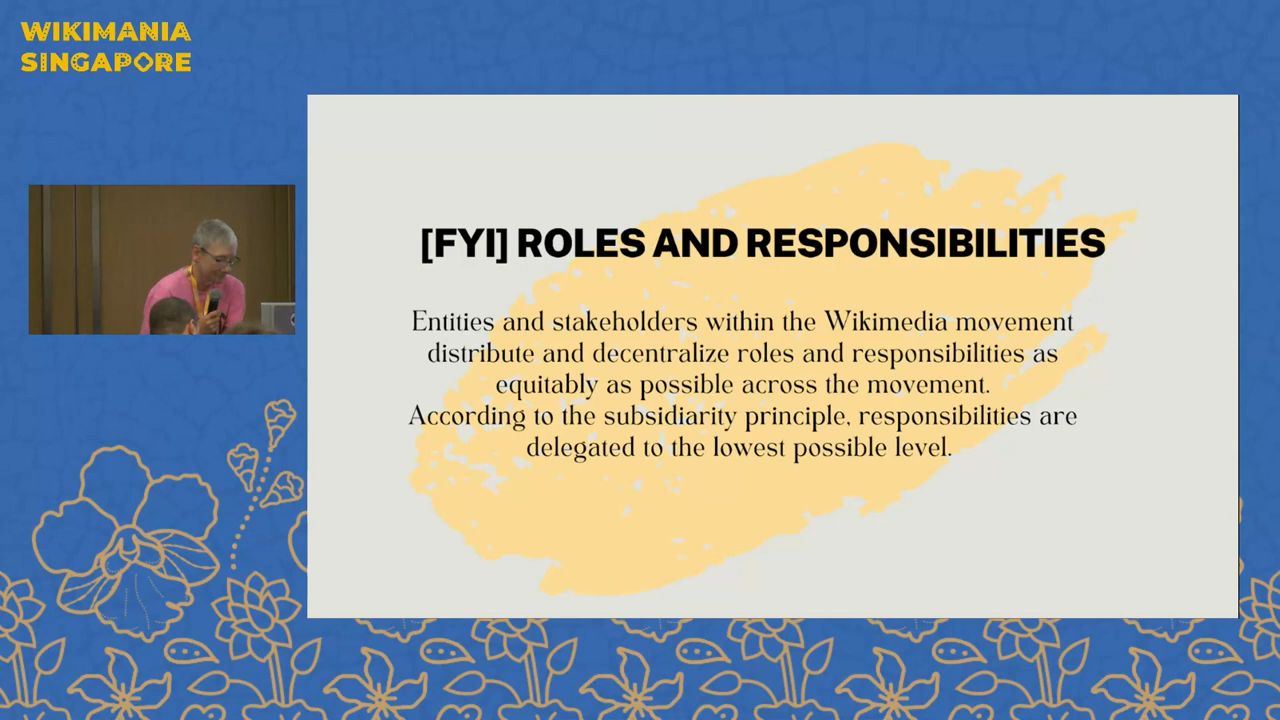 WIKIMANIA
SINGAPORE
[FYI] ROLES AND RESPONSIBILITIES
Entities and stakeholders within the Wikimedia movement
distribute and decentralize roles and responsibilities as
equitably as possible across the movement.
According to the subsidiarity principle, responsibilities are
delegated to the lowest possible level.